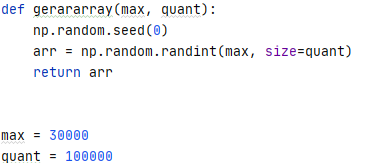 def gerararray(max, quant):
    np.random.seed(0)
    arr = np.random.randint(max, size=quant)
    return arr
max = 30000
quant = 100000